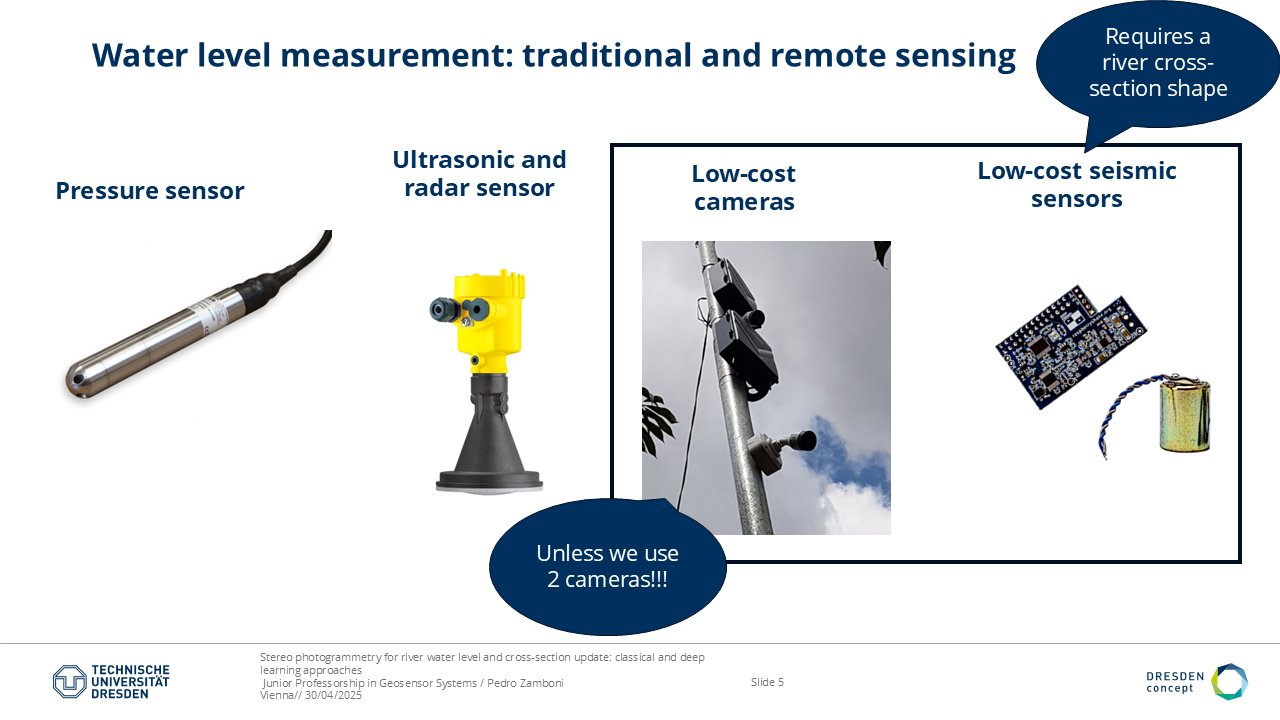 Water level measurement: traditional and remote sensing
Requires a
river cross-
section shape
Pressure sensor
Ultrasonic and
radar sensor
Low-cost
cameras
Low-cost seismic
sensors
Unless we use
2 cameras!!!
TECHNISCHE
UNIVERSITÄT
DRESDEN
Stereo photogrammetry for river water level and cross-section update: classical and deep
learning approaches
Junior Professorship in Geosensor Systems / Pedro Zamboni
Vienna// 30/04/2025
Slide 5
DRESDEN
concept